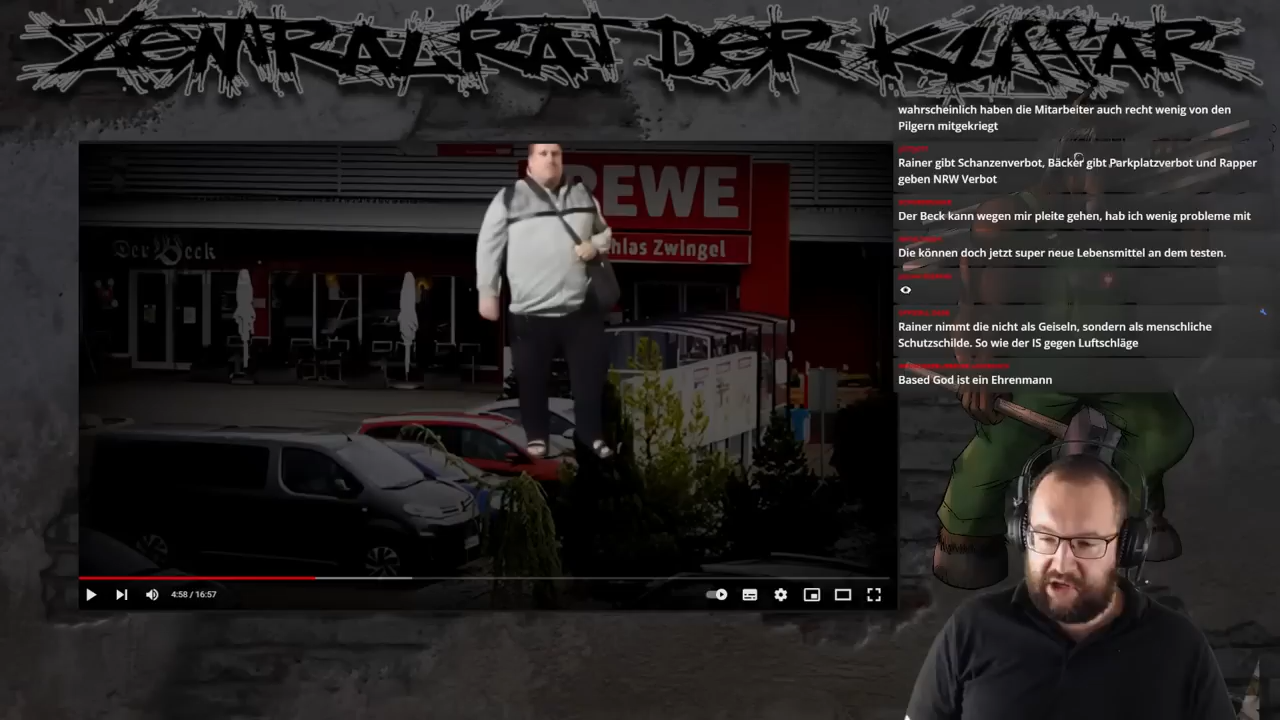 ZENTRALRAT DER KUFFAR
wahrscheinlich haben die Mitarbeiter auch recht wenig von den
Pilgern mitgekriegt
Rainer gibt Schanzenverbot, Bäcker gibt Parkplatzverbot und Rapper
geben NRW Verbot
Der Beck kann wegen mir pleite gehen, hab ich wenig probleme mit
Die können doch jetzt super neue Lebensmittel an dem testen.
Rainer nimmt die nicht als Geiseln, sondern als menschliche
Schutzschilde. So wie der IS gegen Luftschläge
Based God ist ein Ehrenmann
REWE
Der Beck
Zwingel
4:58 / 16:57